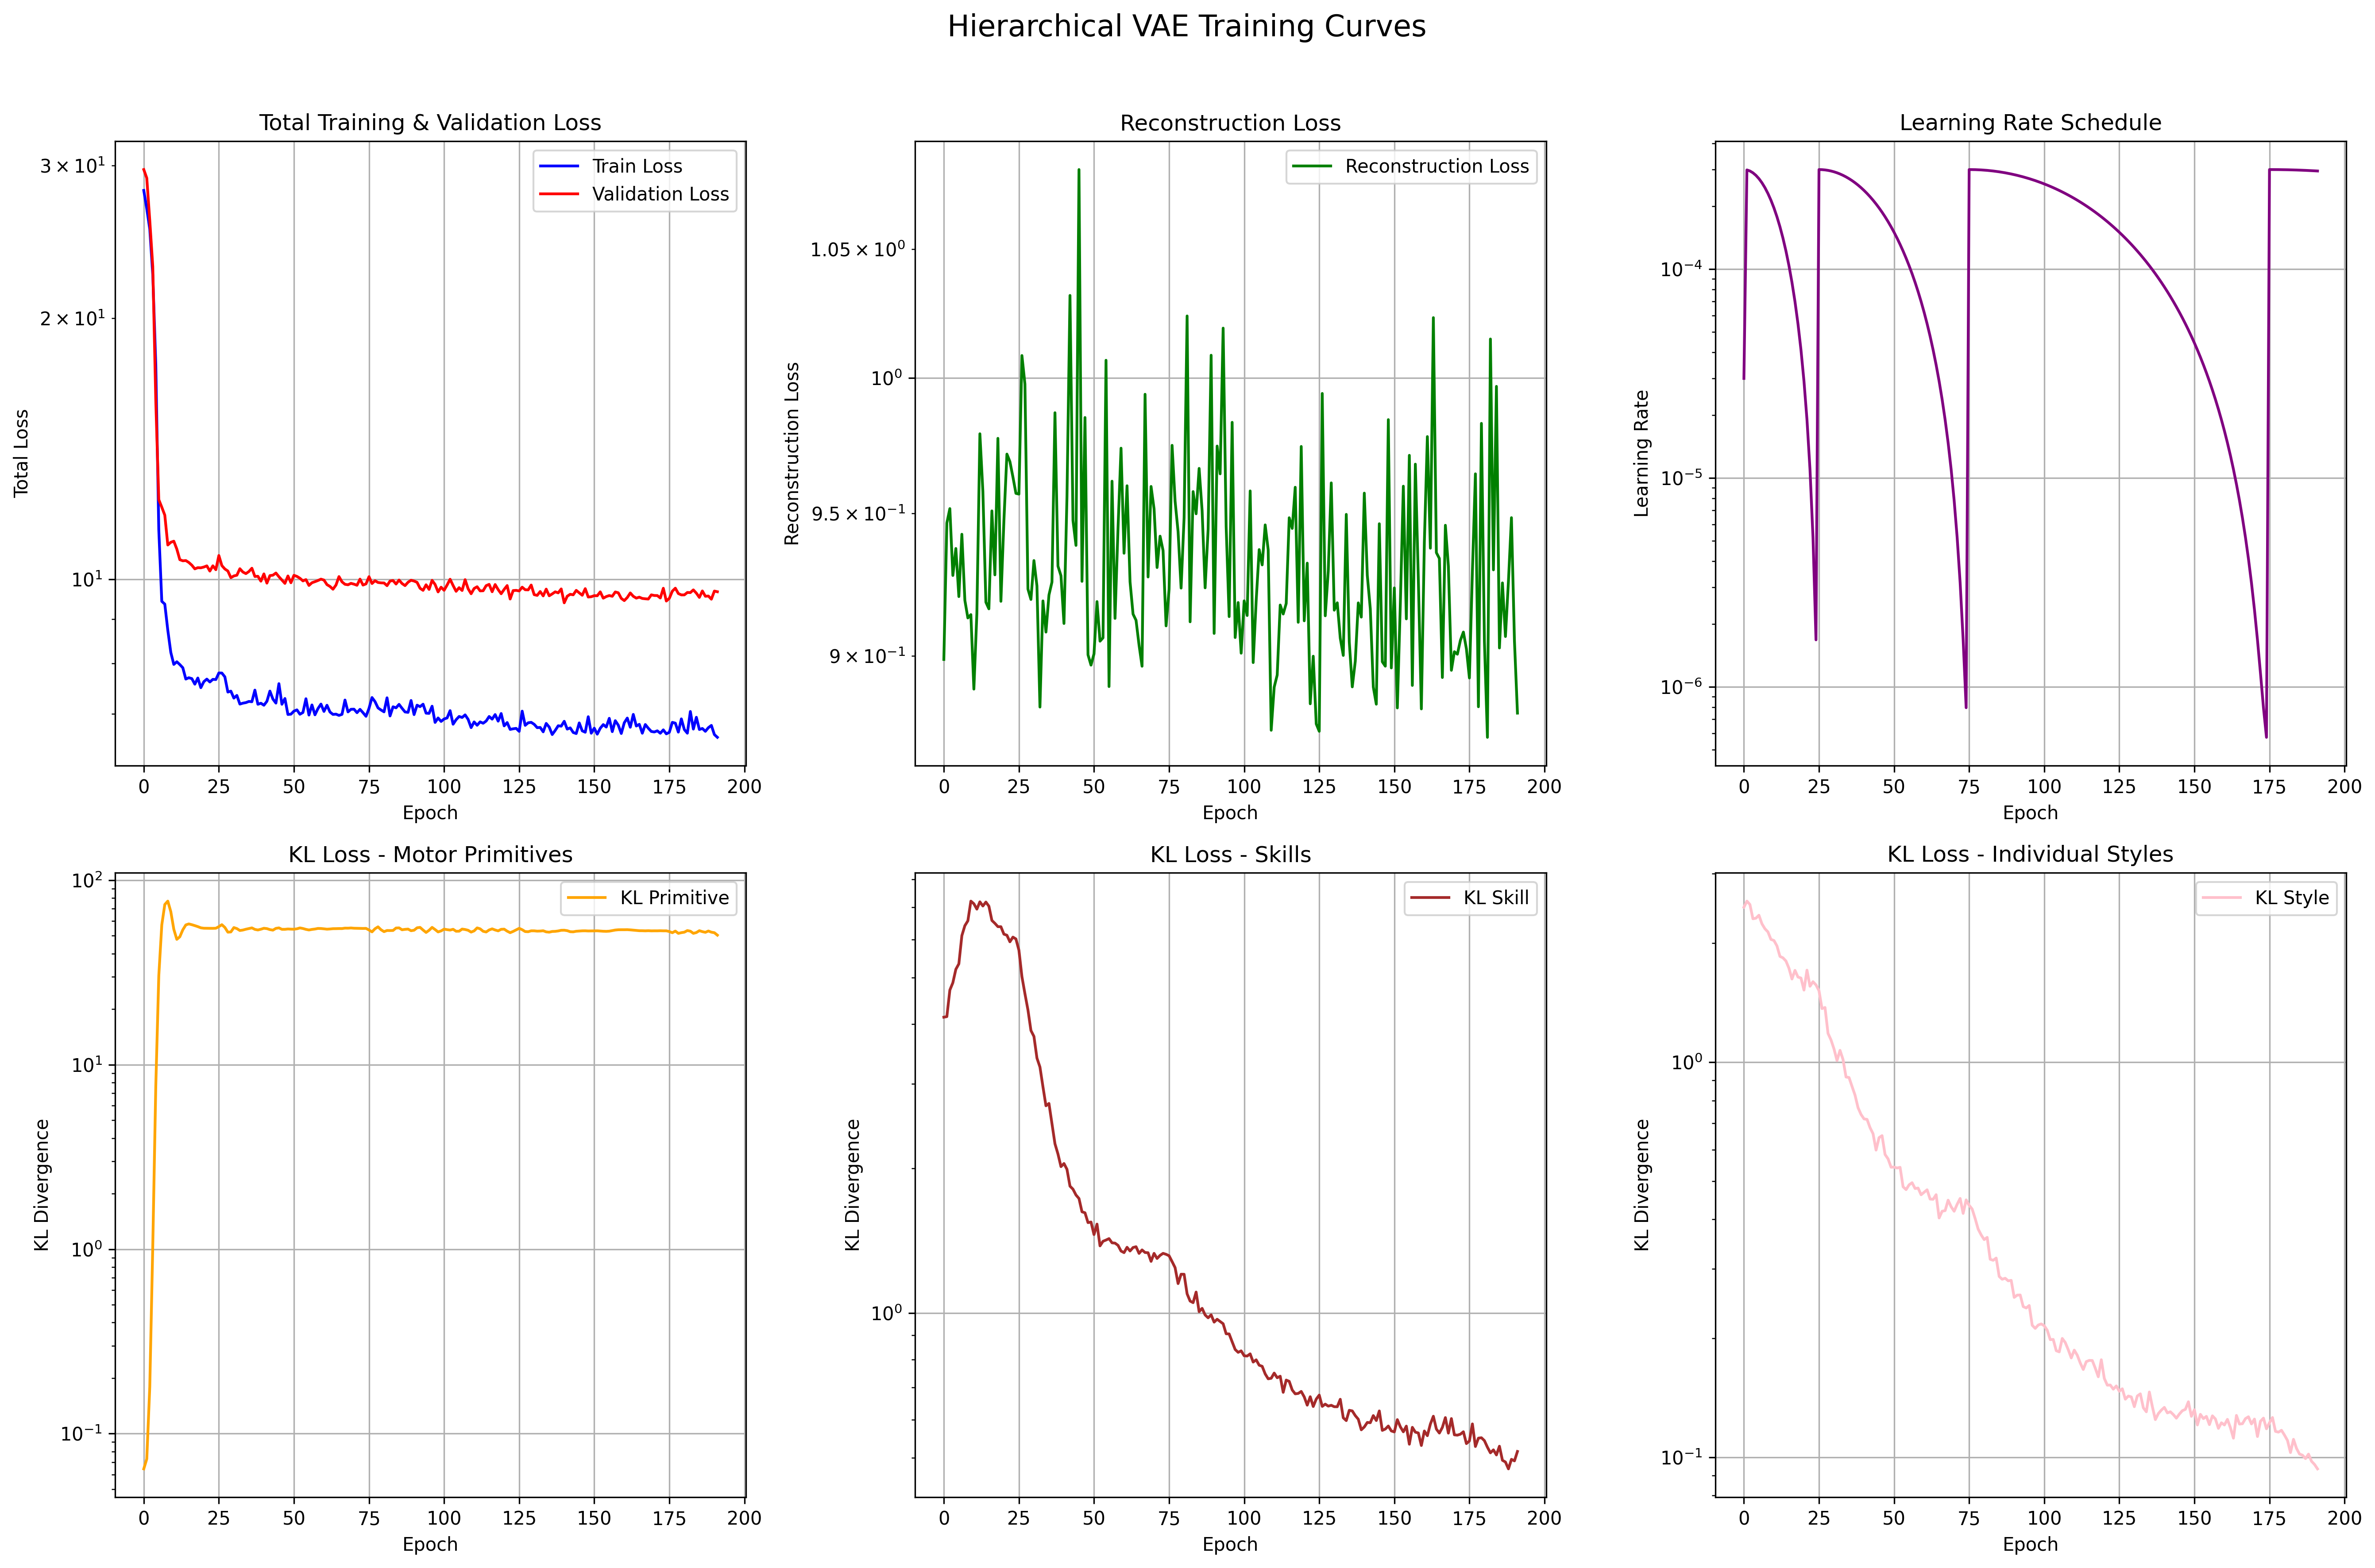 Hierarchical VAE Training Curves
Total Training & Validation Loss
3 × 10¹
2 × 10¹
10¹
Total Loss
Train Loss
Validation Loss
0 25 50 75 100 125 150 175 200
Epoch
Reconstruction Loss
1.05 × 10⁰
10⁰
9.5 × 10⁻¹
9 × 10⁻¹
Reconstruction Loss
Reconstruction Loss
0 25 50 75 100 125 150 175 200
Epoch
Learning Rate Schedule
10⁻⁴
10⁻⁵
10⁻⁶
Learning Rate
0 25 50 75 100 125 150 175 200
Epoch
KL Loss - Motor Primitives
10²
10¹
10⁰
10⁻¹
KL Divergence
KL Primitive
0 25 50 75 100 125 150 175 200
Epoch
KL Loss - Skills
10⁰
KL Divergence
KL Skill
0 25 50 75 100 125 150 175 200
Epoch
KL Loss - Individual Styles
10⁰
10⁻¹
KL Divergence
KL Style
0 25 50 75 100 125 150 175 200
Epoch